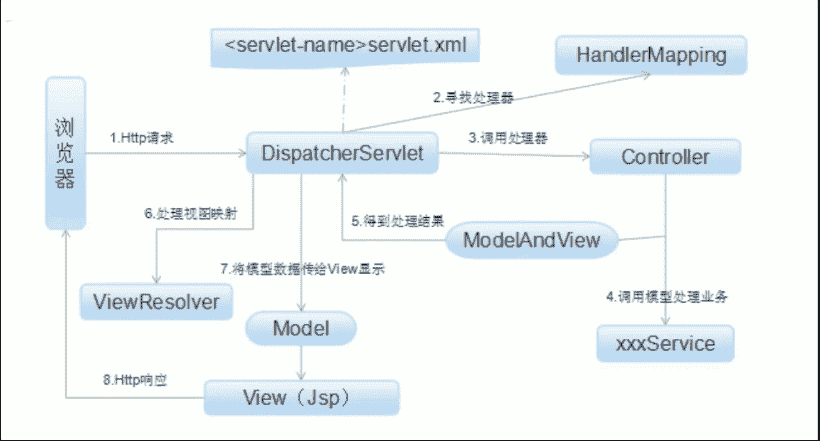 <servlet-name>servlet.xml
HandlerMapping
2.寻找处理器
浏览器
1.Http请求
DispatcherServlet
3.调用处理器
Controller
6.处理视图映射
5.得到处理结果
ModelAndView
7.将模型数据传给View显示
ViewResolver
4.调用模型处理业务
Model
xxxService
8.Http响应
View（Jsp）